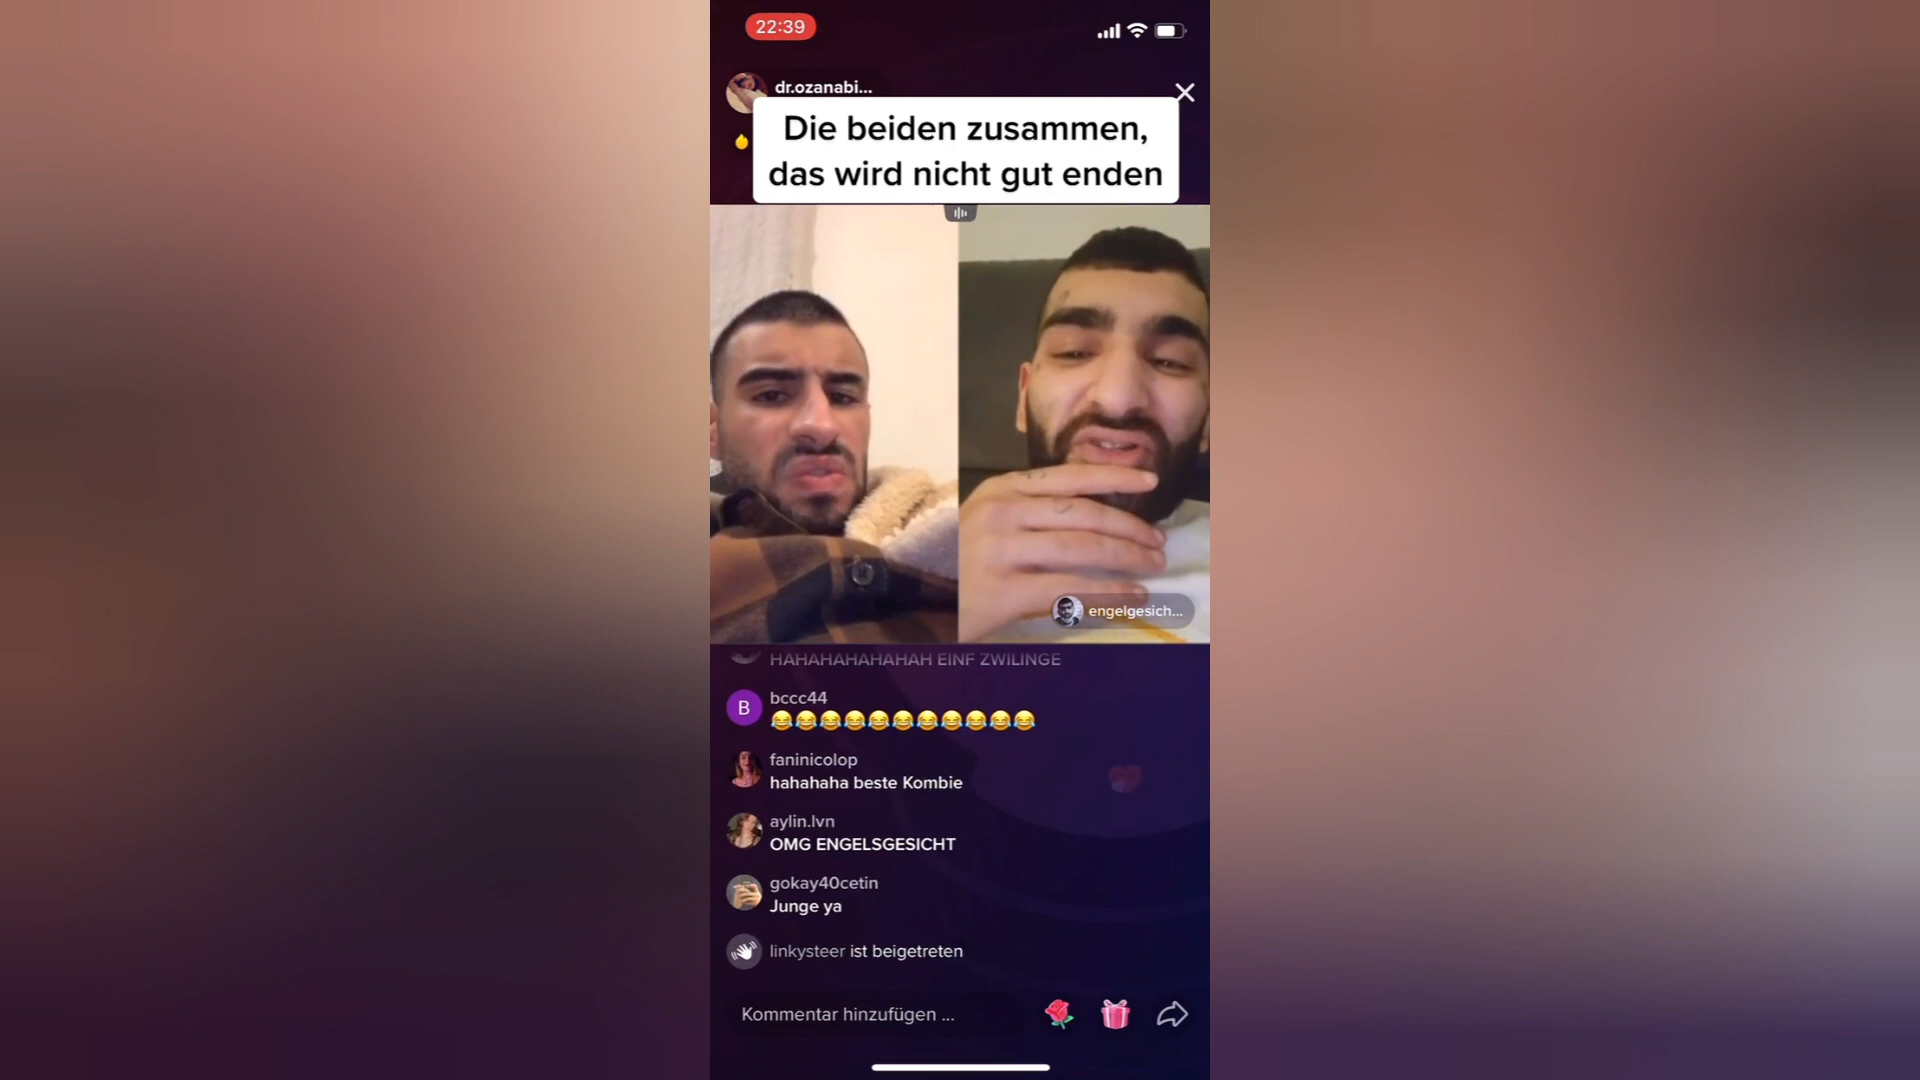 22:39
dr.ozanabi...
Die beiden zusammen,
das wird nicht gut enden
engelgesich...
HAHAHAHAHAHAH EINF ZWILINGE
B
bccc44
😂😂😂😂😂😂😂😂😂😂😂
faninicolop
hahahaha beste Kombie
aylin.lvn
OMG ENGELSGESICHT
gokay40cetin
Junge ya
linkysteer ist beigetreten
Kommentar hinzufügen ...